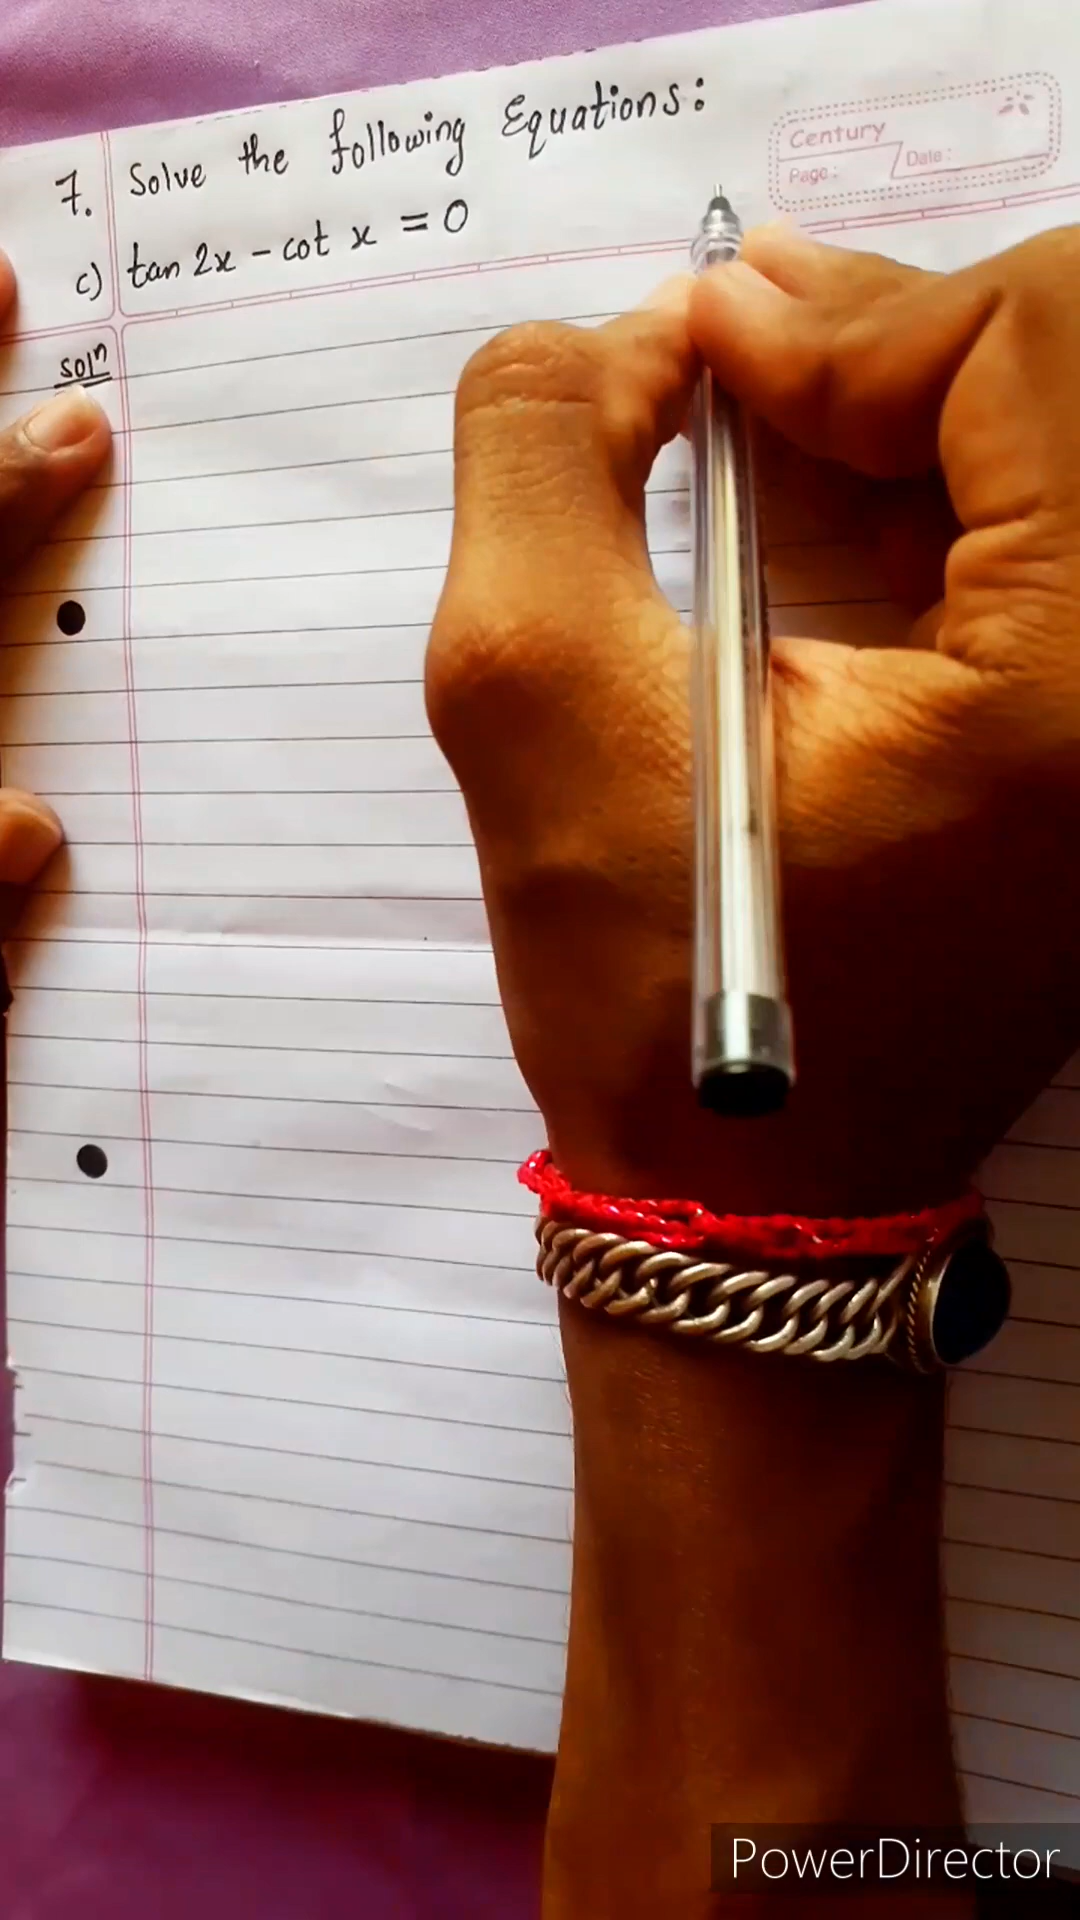 7. Solve the following Equations:
c) tan 2x - cot x = 0
Century
Page :
Date :
solⁿ
PowerDirector